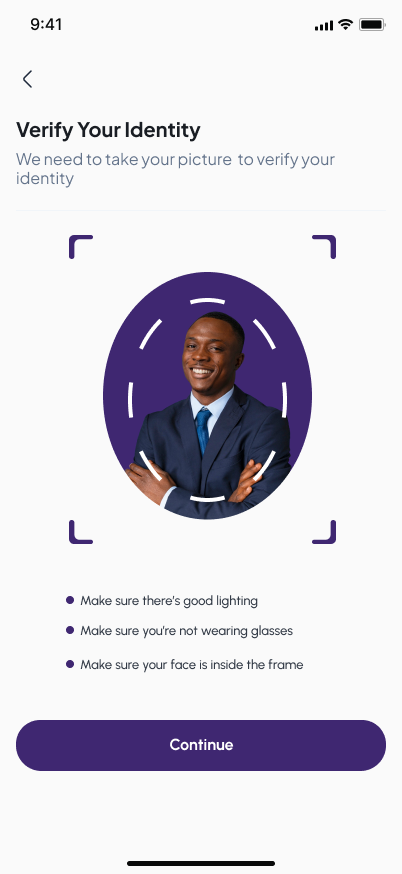 9:41
Verify Your Identity
We need to take your picture to verify your
identity
Make sure there's good lighting
Make sure you're not wearing glasses
Make sure your face is inside the frame
Continue